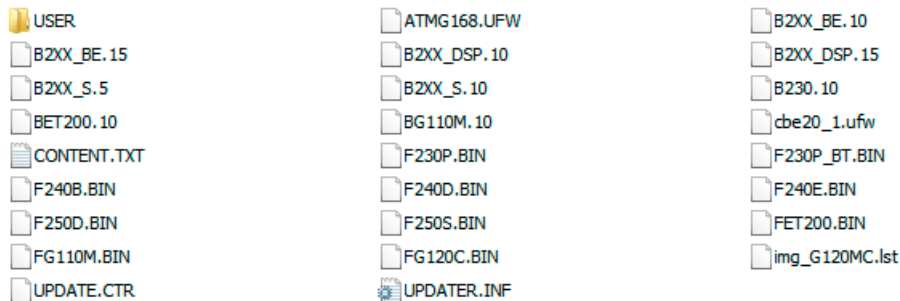 USER ATMG168.UFW B2XX_BE.10
B2XX_BE.15 B2XX_DSP.10 B2XX_DSP.15
B2XX_S.5 B2XX_S.10 B230.10
BET200.10 BG110M.10 cbe20_1.ufw
CONTENT.TXT F230P.BIN F230P_BT.BIN
F240B.BIN F240D.BIN F240E.BIN
F250D.BIN F250S.BIN FET200.BIN
FG110M.BIN FG120C.BIN img_G120MC.lst
UPDATE.CTR UPDATER.INF